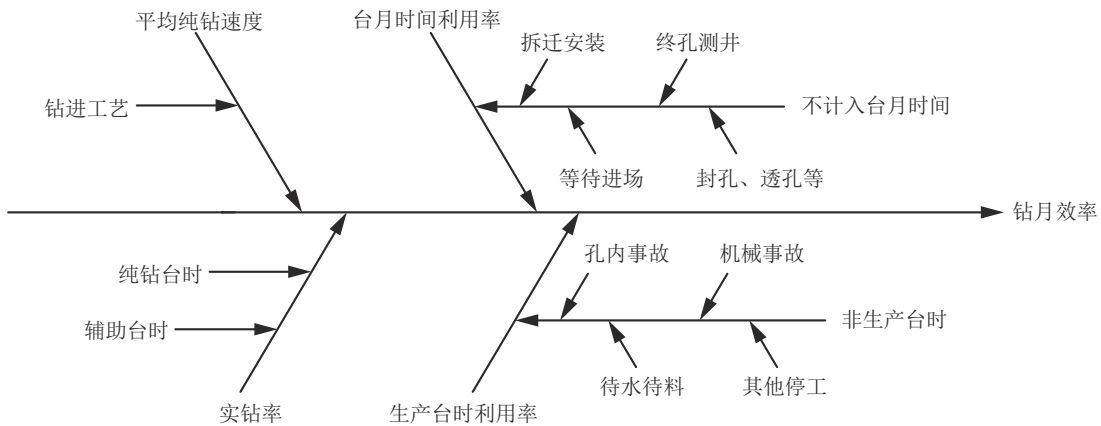 平均纯钻速度
台月时间利用率
拆迁安装
终孔测井
钻进工艺
不计入台月时间
等待进场
封孔、透孔等
钻月效率
孔内事故
机械事故
纯钻台时
辅助台时
非生产台时
待水待料
其他停工
实钻率
生产台时利用率